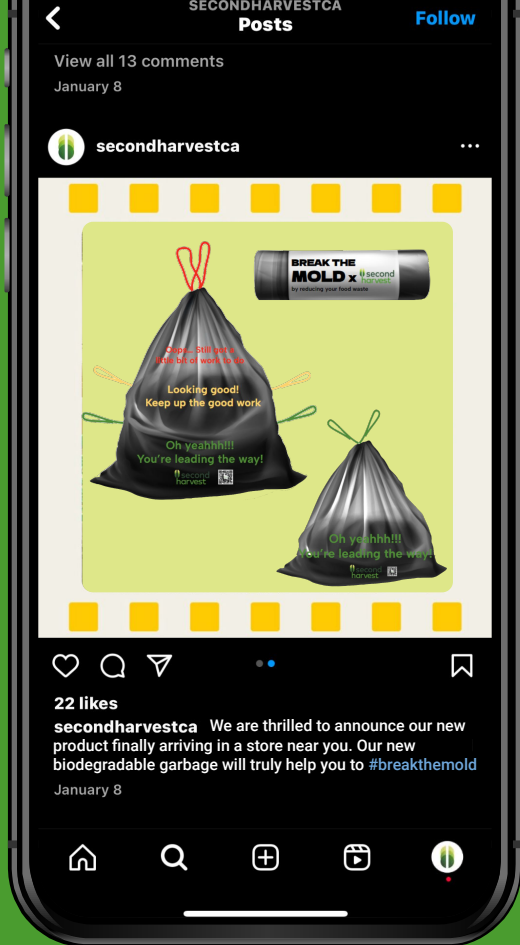 SECONDHARVESTCA
Posts
Follow
View all 13 comments
January 8
secondharvestca
BREAK THE
MOLD x second harvest
by reducing your food waste
Oops... Still got a
little bit of work to do
Looking good!
Keep up the good work
Oh yeahhh!!!
You're leading the way!
second
harvest
Oh yeahhh!!!
You're leading the way!
second
harvest
22 likes
secondharvestca We are thrilled to announce our new
product finally arriving in a store near you. Our new
biodegradable garbage will truly help you to #breakthemold
January 8